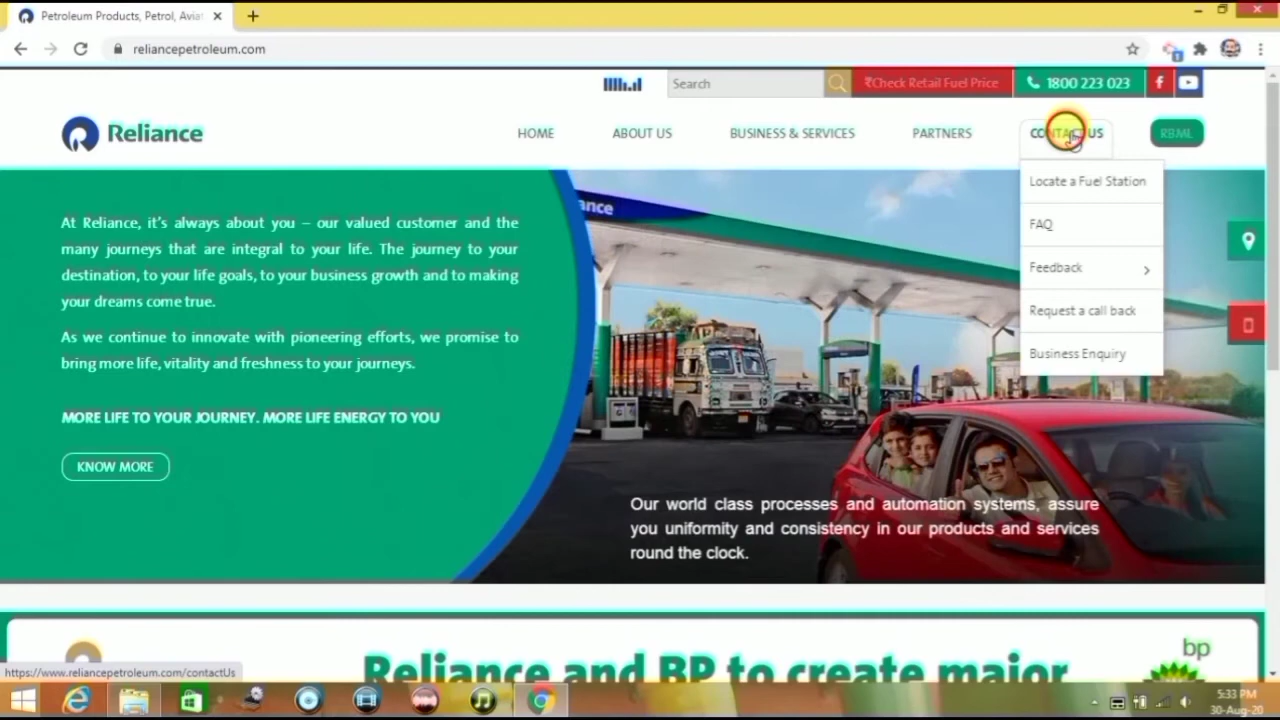 Petroleum Products, Petrol, Avia
reliancepetroleum.com
Search
₹Check Retail Fuel Price
1800 223 023
Reliance
HOME
ABOUT US
BUSINESS & SERVICES
PARTNERS
CONTACT US
RBML
Locate a Fuel Station
FAQ
Feedback
Request a call back
Business Enquiry
At Reliance, it's always about you – our valued customer and the
many journeys that are integral to your life. The journey to your
destination, to your life goals, to your business growth and to making
your dreams come true.
As we continue to innovate with pioneering efforts, we promise to
bring more life, vitality and freshness to your journeys.
MORE LIFE TO YOUR JOURNEY. MORE LIFE ENERGY TO YOU
KNOW MORE
ance
Our world class processes and automation systems, assure
you uniformity and consistency in our products and services
round the clock.
bp
Reliance and BP to create major
https://www.reliancepetroleum.com/contactUs
5:33 PM
30-Aug-20